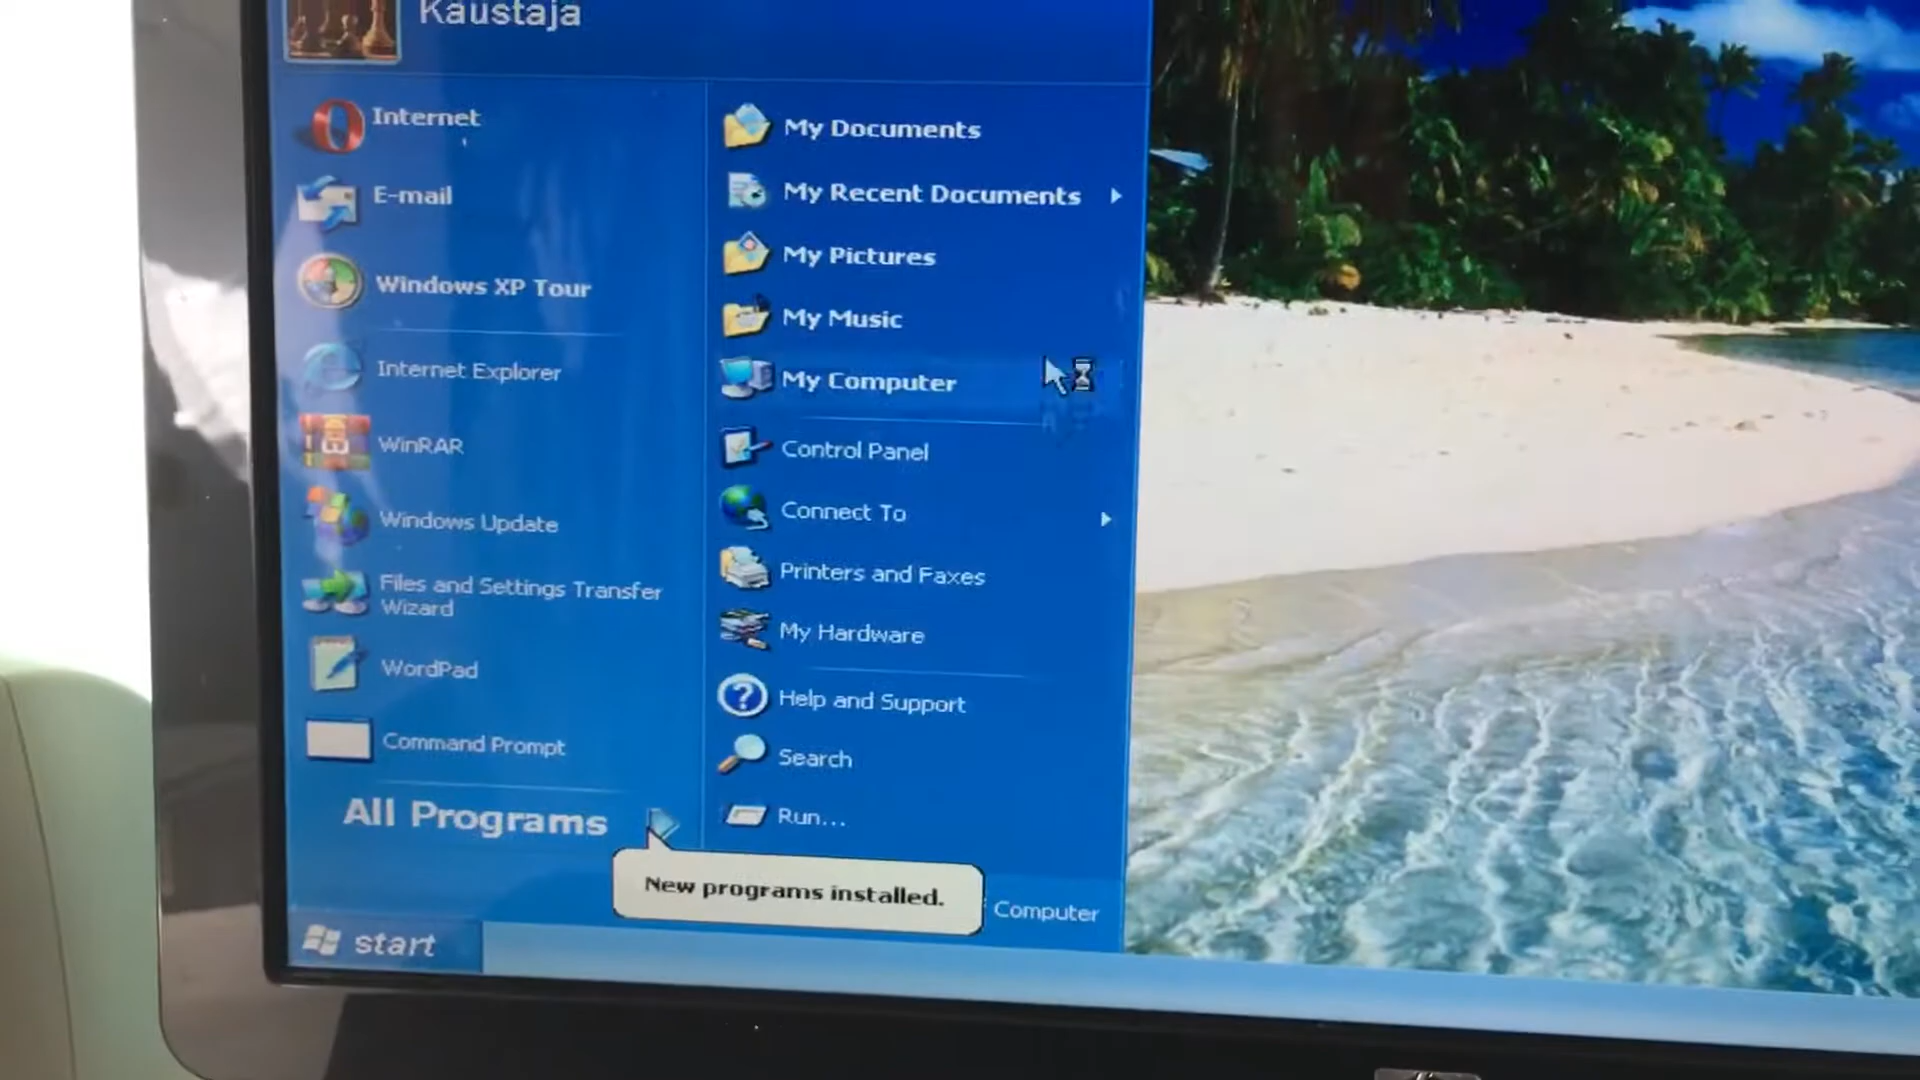 Kaustaja
Internet
E-mail
Windows XP Tour
Internet Explorer
WinRAR
Windows Update
Files and Settings Transfer
Wizard
WordPad
Command Prompt
All Programs
My Documents
My Recent Documents
My Pictures
My Music
My Computer
Control Panel
Connect To
Printers and Faxes
My Hardware
Help and Support
Search
Run...
New programs installed.
Computer
start